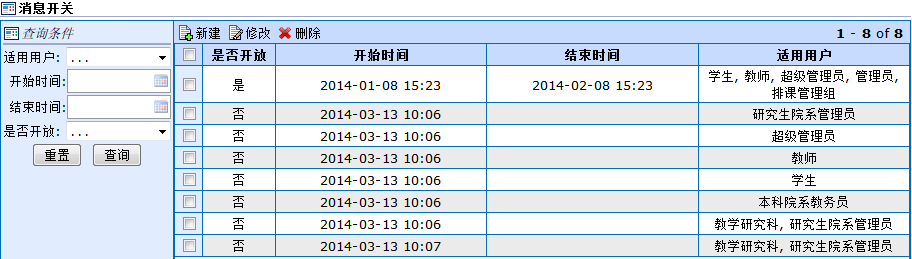 消息开关
查询条件
适用用户: ...
开始时间:
结束时间:
是否开放: ...
重置 查询
新建 修改 删除 1 - 8 of 8
是否开放 开始时间 结束时间 适用用户
是 2014-01-08 15:23 2014-02-08 15:23 学生, 教师, 超级管理员, 管理员,
排课管理组
否 2014-03-13 10:06 研究生院系管理员
否 2014-03-13 10:06 超级管理员
否 2014-03-13 10:06 教师
否 2014-03-13 10:06 学生
否 2014-03-13 10:06 本科院系教务员
否 2014-03-13 10:06 教学研究科, 研究生院系管理员
否 2014-03-13 10:07 教学研究科, 研究生院系管理员